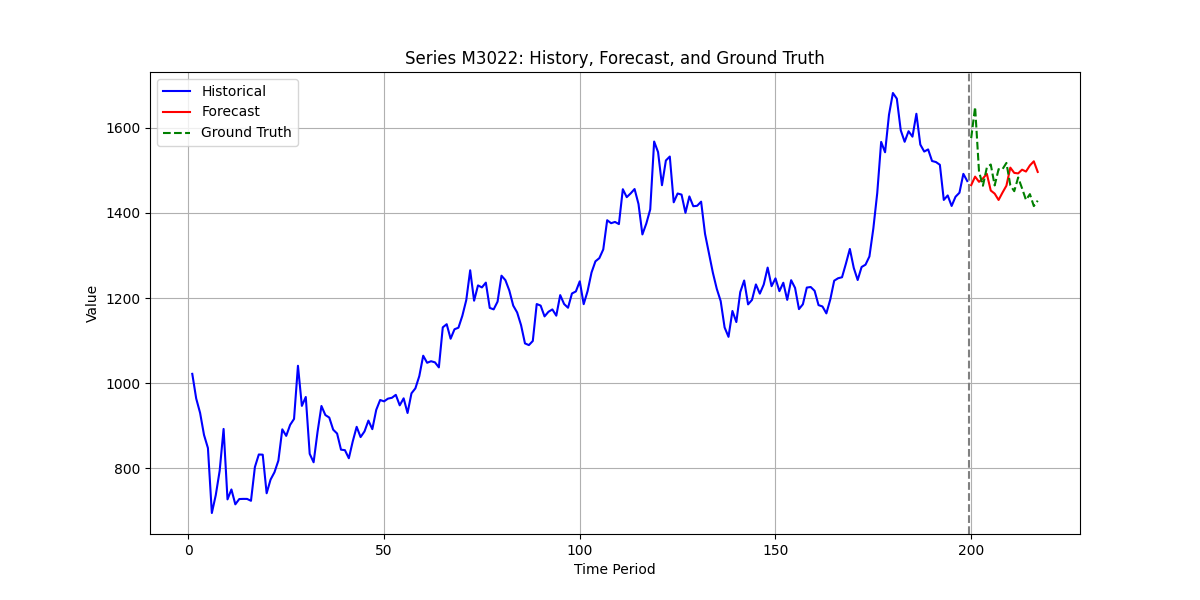 Series M3022: History, Forecast, and Ground Truth
Historical
Forecast
Ground Truth
Value
1600
1400
1200
1000
800
0 50 100 150 200
Time Period